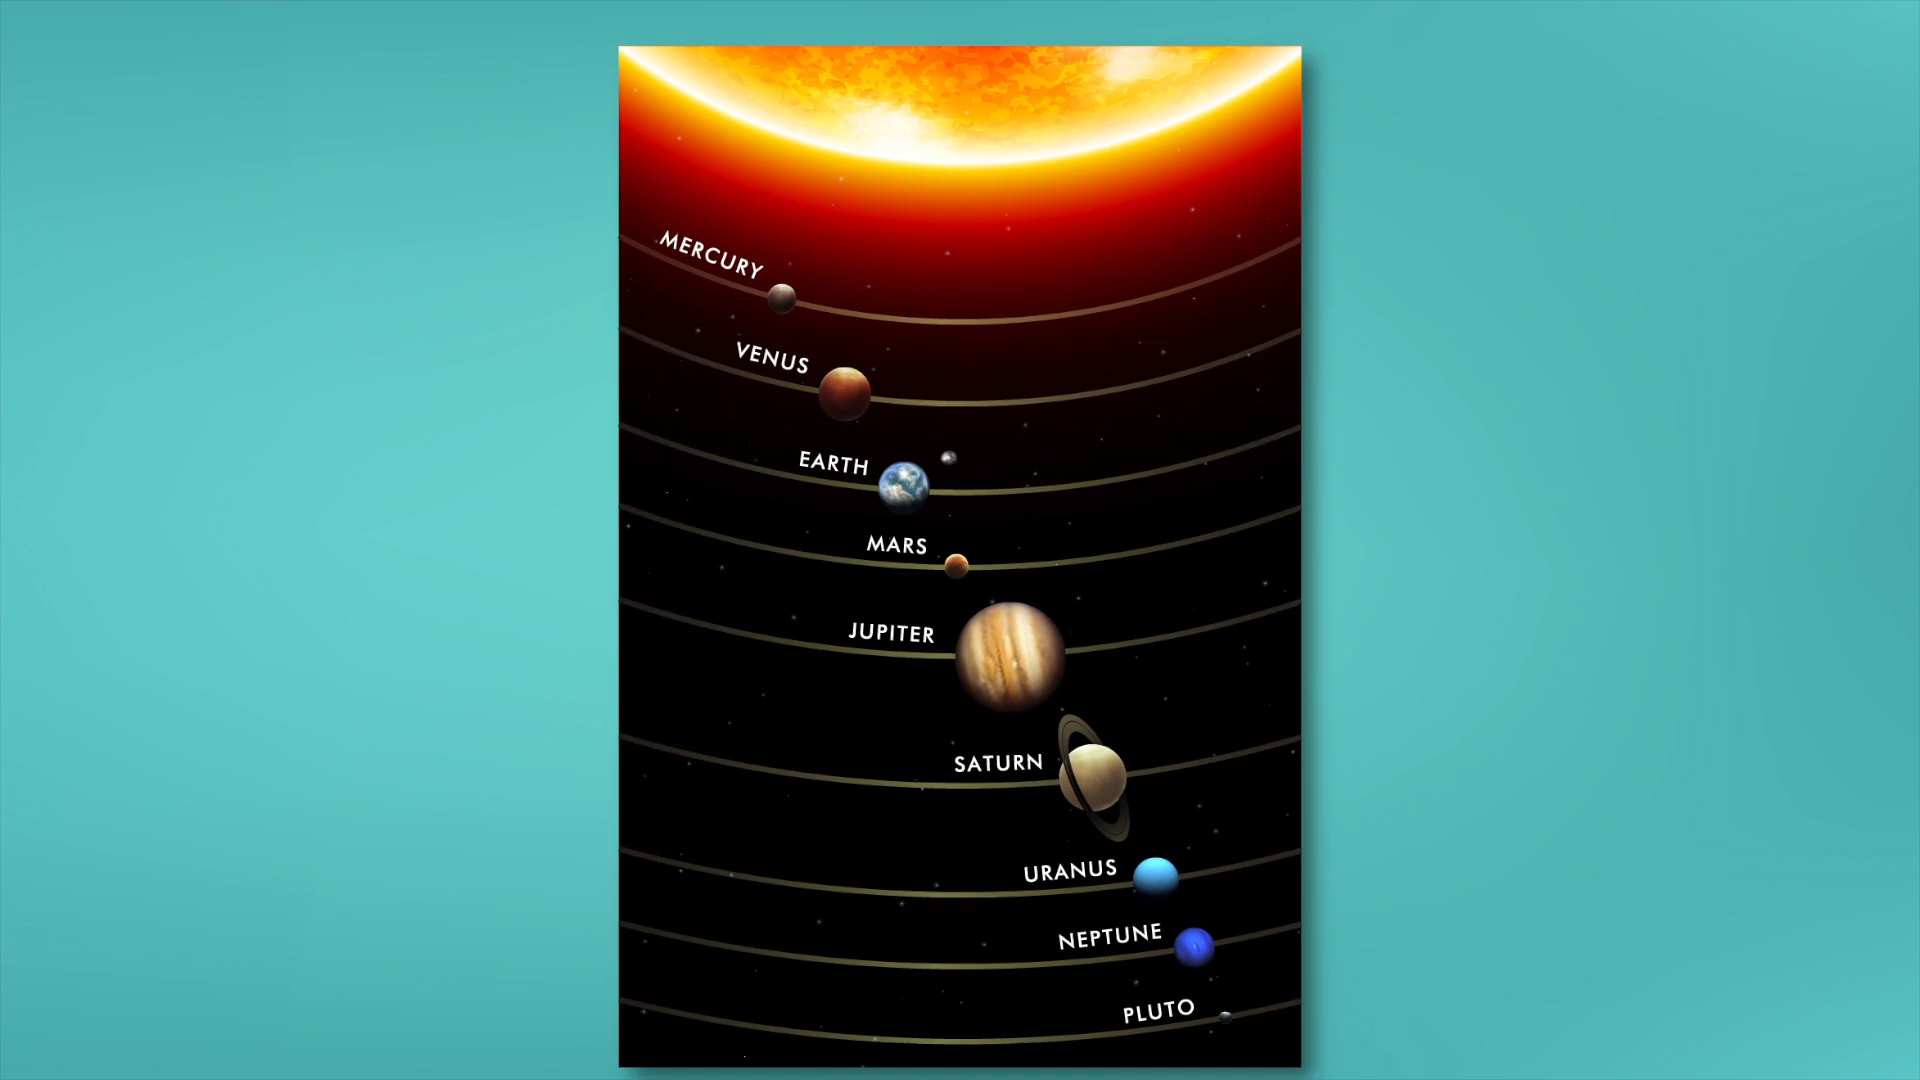 MERCURY
VENUS
EARTH
MARS
JUPITER
SATURN
URANUS
NEPTUNE
PLUTO